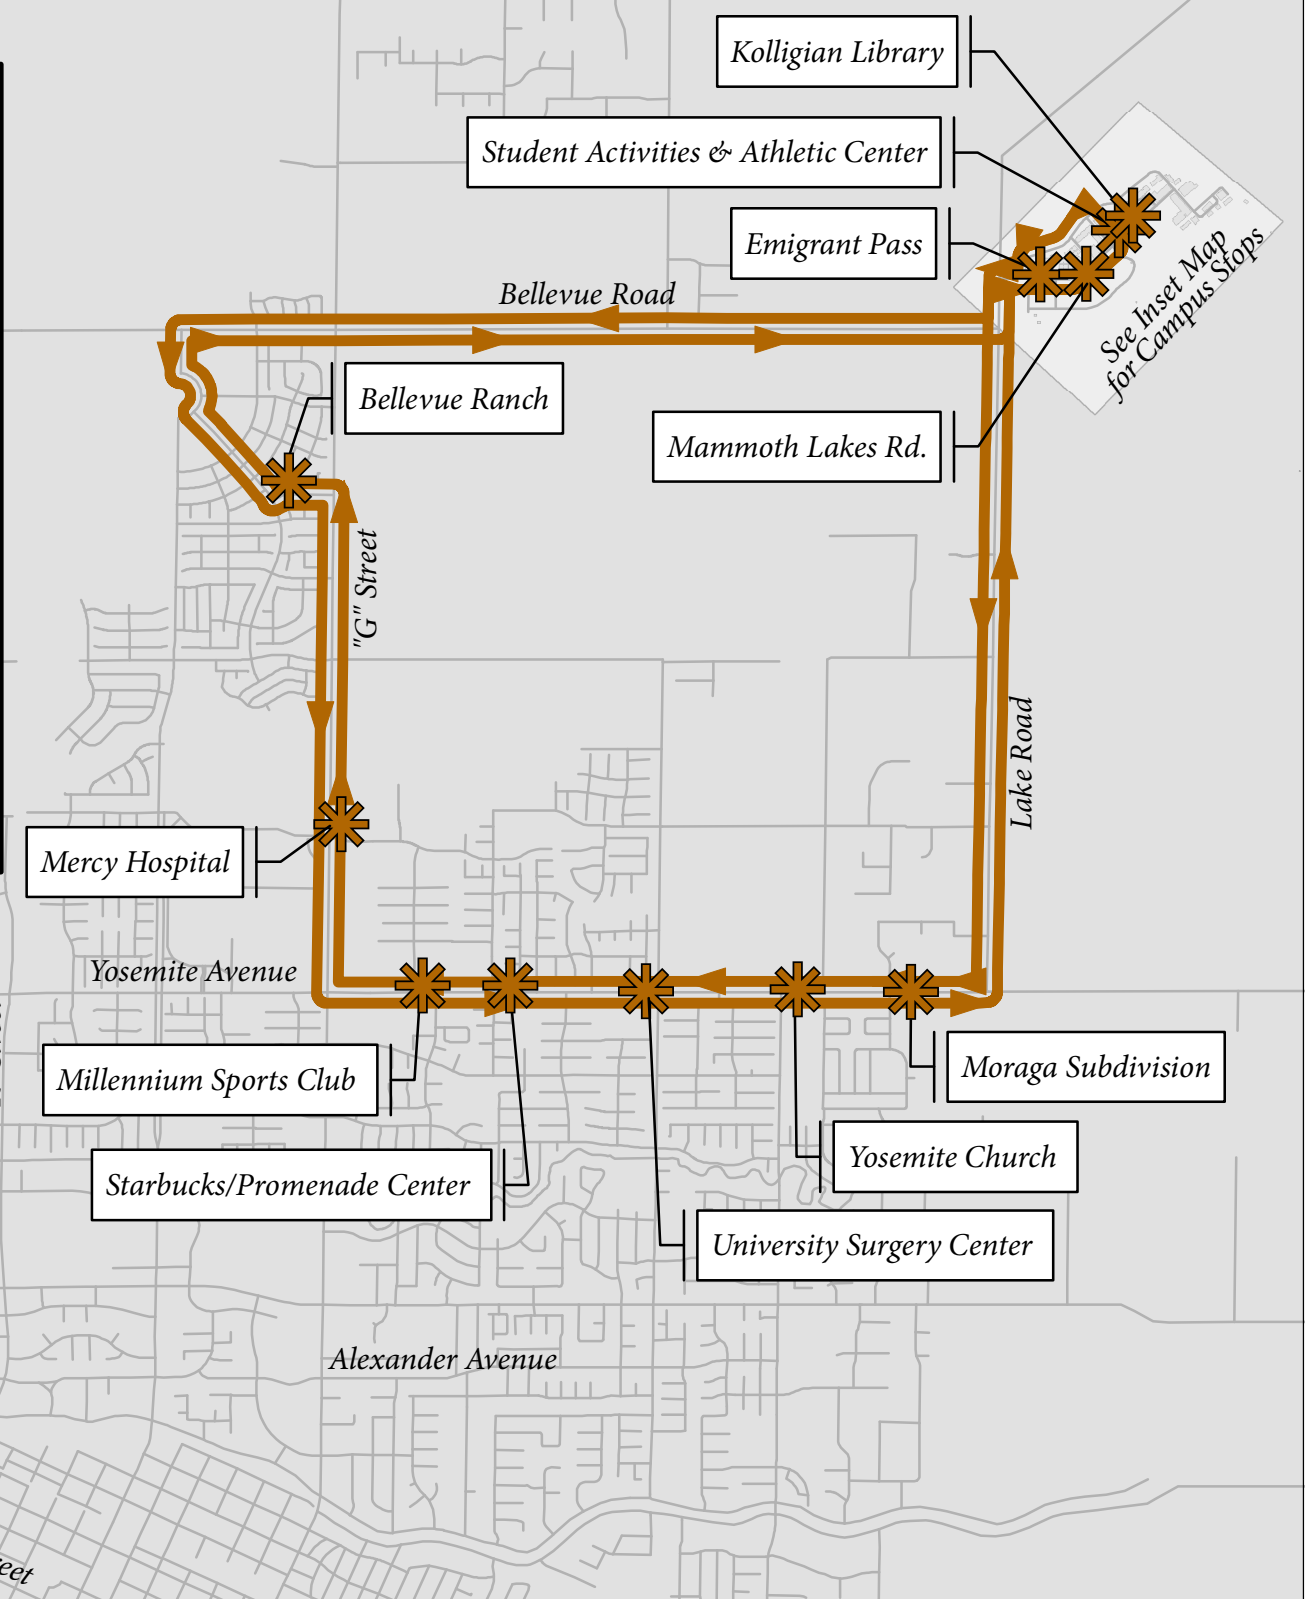 Kolligian Library
Student Activities & Athletic Center
Emigrant Pass
See Inset Map
for Campus Stops
Bellevue Road
Bellevue Ranch
Mammoth Lakes Rd.
"G" Street
Lake Road
Mercy Hospital
Yosemite Avenue
Millennium Sports Club
Moraga Subdivision
Yosemite Church
Starbucks/Promenade Center
University Surgery Center
Alexander Avenue